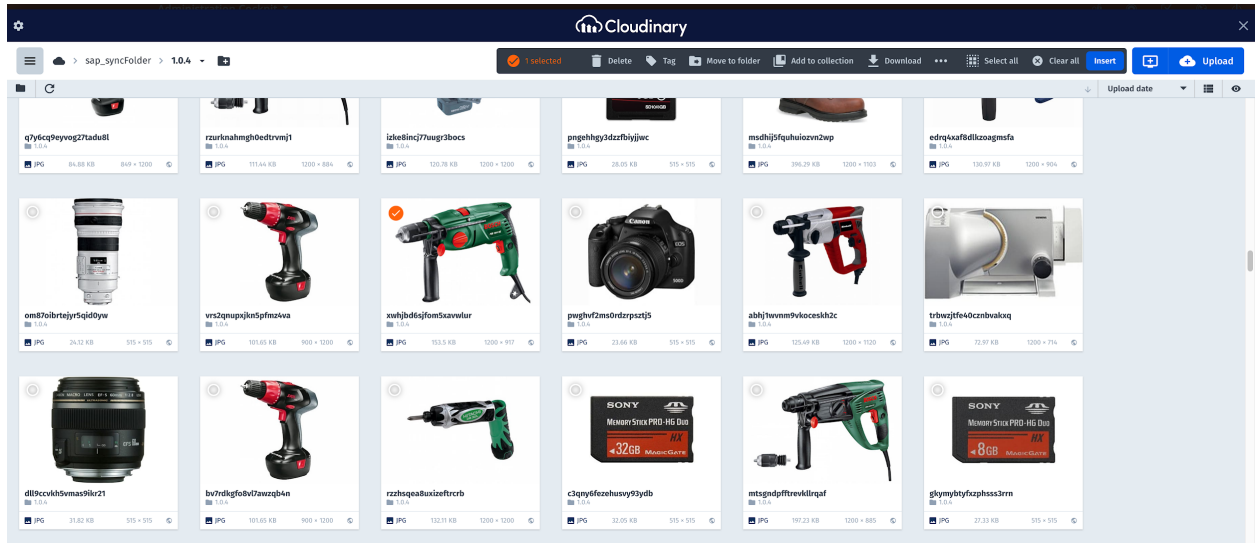 Administration Cockpit
Cloudinary
sap_syncFolder > 1.0.4
1 selected Delete Tag Move to folder Add to collection Download Select all Clear all Insert Upload
Upload date
SD1044GB
q7y6cq9eyvog27tadu8l rzurknahmgh0edtrvmj1 izke8incj77uugr3bocs pngehhgy3dzzfbiyjjwc msdhij5fquhuiozvn2wp edrq4xaf8dlkzoagmsfa
1.0.4 1.0.4 1.0.4 1.0.4 1.0.4 1.0.4
JPG 84.88 KB 849 × 1200 JPG 111.44 KB 1200 × 884 JPG 120.78 KB 1200 × 1200 JPG 28.05 KB 515 × 515 JPG 396.29 KB 1200 × 1103 JPG 130.97 KB 1200 × 904
Canon
EOS
500D
om87oibrtejyr5qid0yw vrs2qnupxjkn5pfmz4va xwhjbd6sjfom5xavwlur pwghvf2ms0rdzrpsztj5 abhj1wvnm9vkoceskh2c trbwzjtfe40cznbvakxq
1.0.4 1.0.4 1.0.4 1.0.4 1.0.4 1.0.4
JPG 24.12 KB 515 × 515 JPG 101.65 KB 900 × 1200 JPG 153.5 KB 1200 × 917 JPG 23.66 KB 515 × 515 JPG 125.49 KB 1200 × 1120 JPG 72.97 KB 1200 × 714
SONY
MEMORY STICK PRO-HG DUO
HX
32GB MAGICGATE
SONY
MEMORY STICK PRO-HG DUO
HX
8GB MAGICGATE
dll9ccvkh5vmas9ikr21 bv7rdkgfo8vl7awzqb4n rzzhsqea8uxizeftrcrb c3qny6fezehusvy93ydb mtsgndpfftrevkllrqaf gkymybtyfxzphsss3rrn
1.0.4 1.0.4 1.0.4 1.0.4 1.0.4 1.0.4
JPG 31.82 KB 515 × 515 JPG 101.65 KB 900 × 1200 JPG 132.11 KB 1200 × 1200 JPG 32.05 KB 515 × 515 JPG 197.23 KB 1200 × 885 JPG 27.33 KB 515 × 515